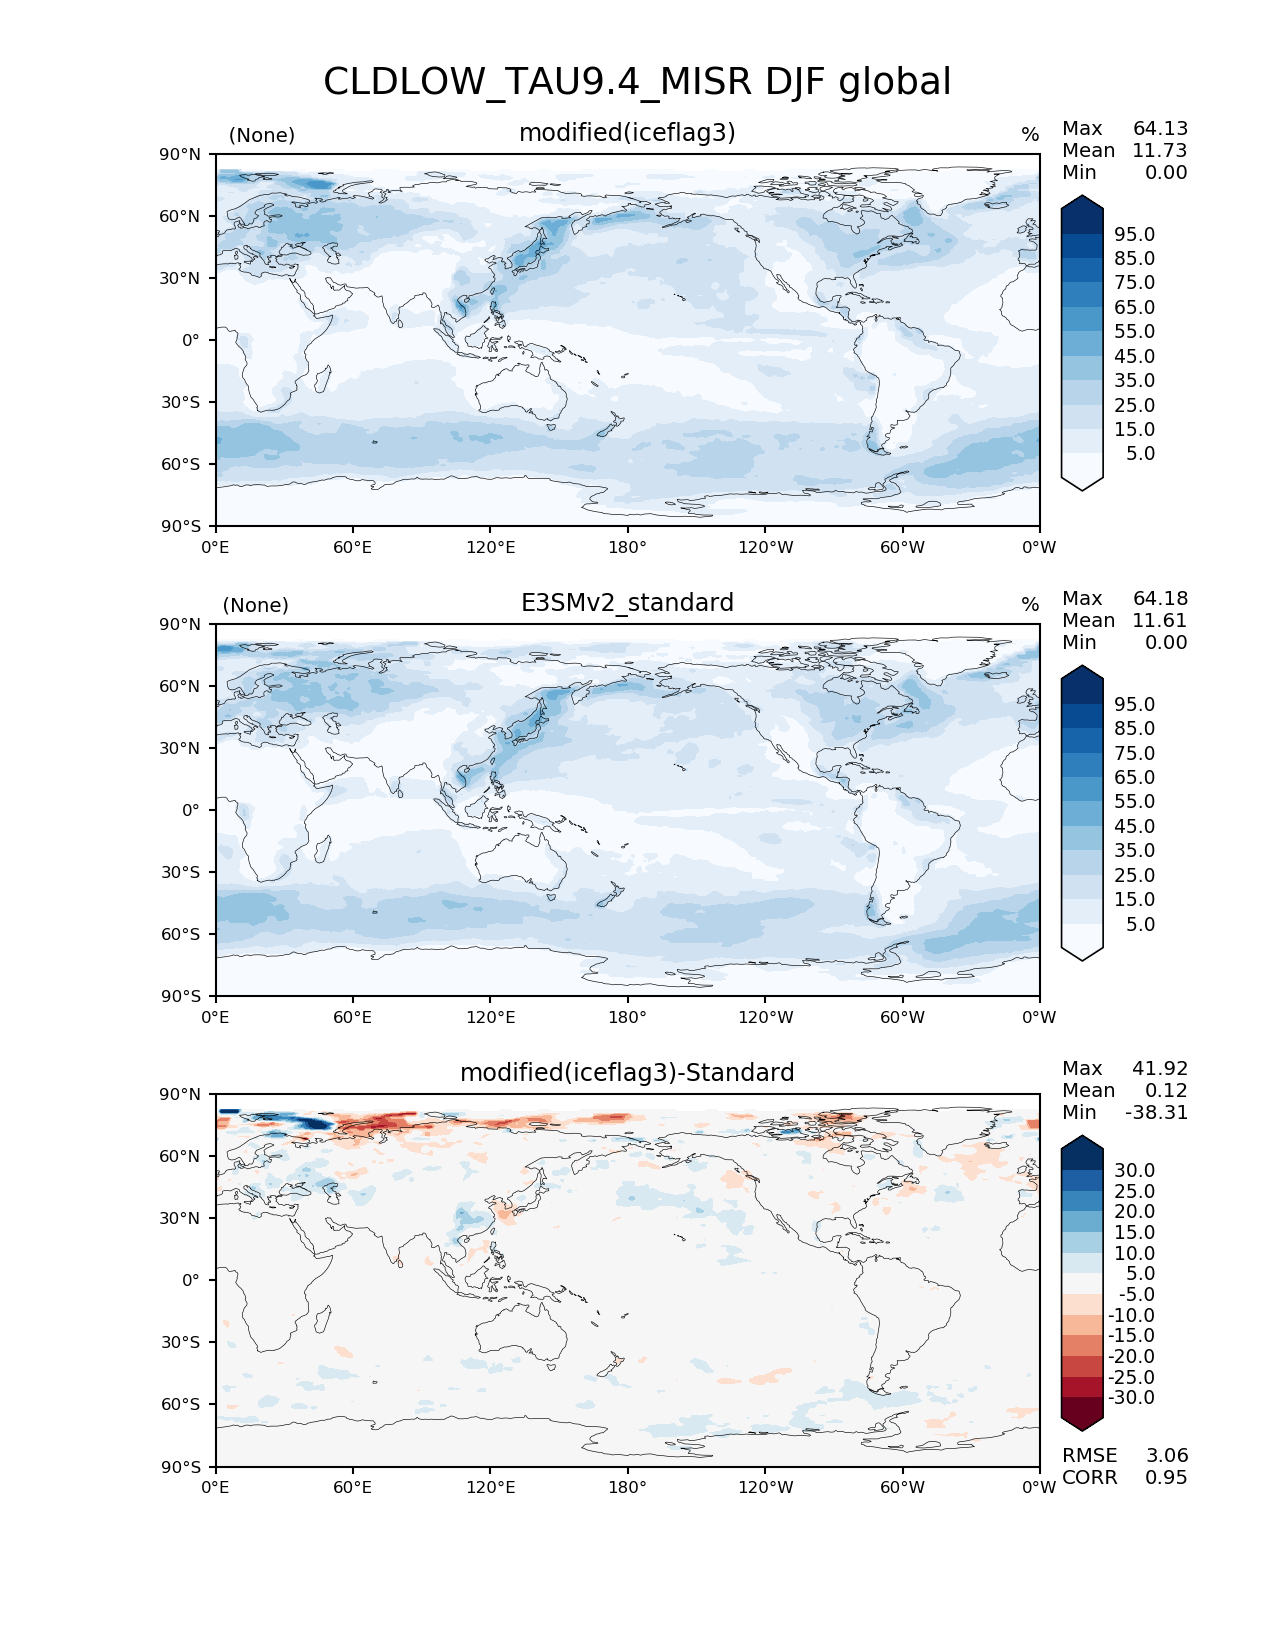 CLDLOW_TAU9.4_MISR DJF global
(None) modified(iceflag3) %
Max 64.13
Mean 11.73
Min 0.00
90°N
60°N
30°N
0°
30°S
60°S
90°S
0°E 60°E 120°E 180° 120°W 60°W 0°W
95.0
85.0
75.0
65.0
55.0
45.0
35.0
25.0
15.0
5.0
(None) E3SMv2_standard %
Max 64.18
Mean 11.61
Min 0.00
90°N
60°N
30°N
0°
30°S
60°S
90°S
0°E 60°E 120°E 180° 120°W 60°W 0°W
95.0
85.0
75.0
65.0
55.0
45.0
35.0
25.0
15.0
5.0
modified(iceflag3)-Standard
Max 41.92
Mean 0.12
Min -38.31
90°N
60°N
30°N
0°
30°S
60°S
90°S
0°E 60°E 120°E 180° 120°W 60°W 0°W
30.0
25.0
20.0
15.0
10.0
5.0
-5.0
-10.0
-15.0
-20.0
-25.0
-30.0
RMSE 3.06
CORR 0.95